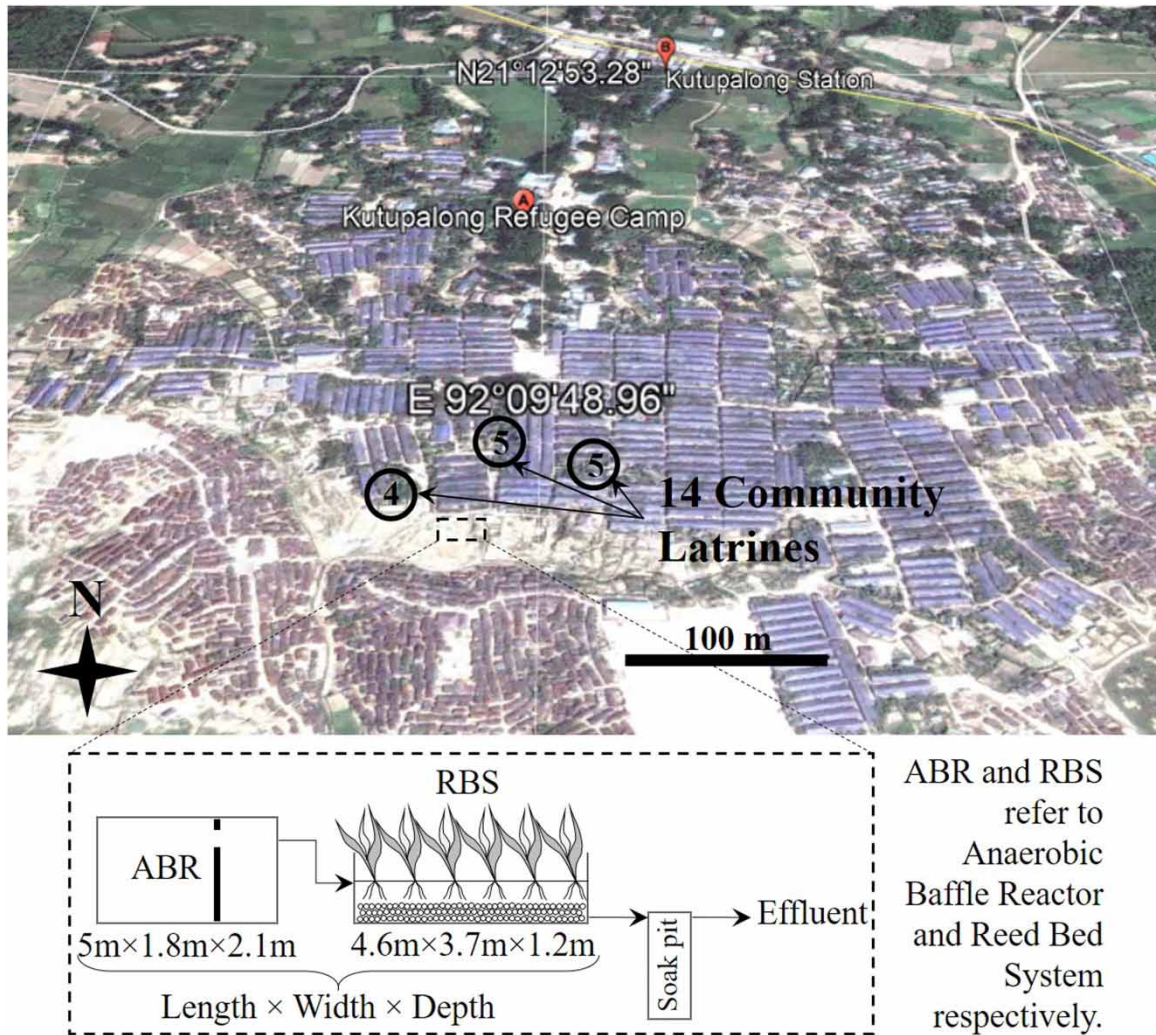 B
N21°12'53.28"
Kutupalong Station
A
Kutupalong Refugee Camp
E 92°09'48.96"
5
5
4
14 Community
Latrines
N
100 m
RBS
ABR
5m×1.8m×2.1m
4.6m×3.7m×1.2m
Length × Width × Depth
Soak pit
Effluent
ABR and RBS
refer to
Anaerobic
Baffle Reactor
and Reed Bed
System
respectively.